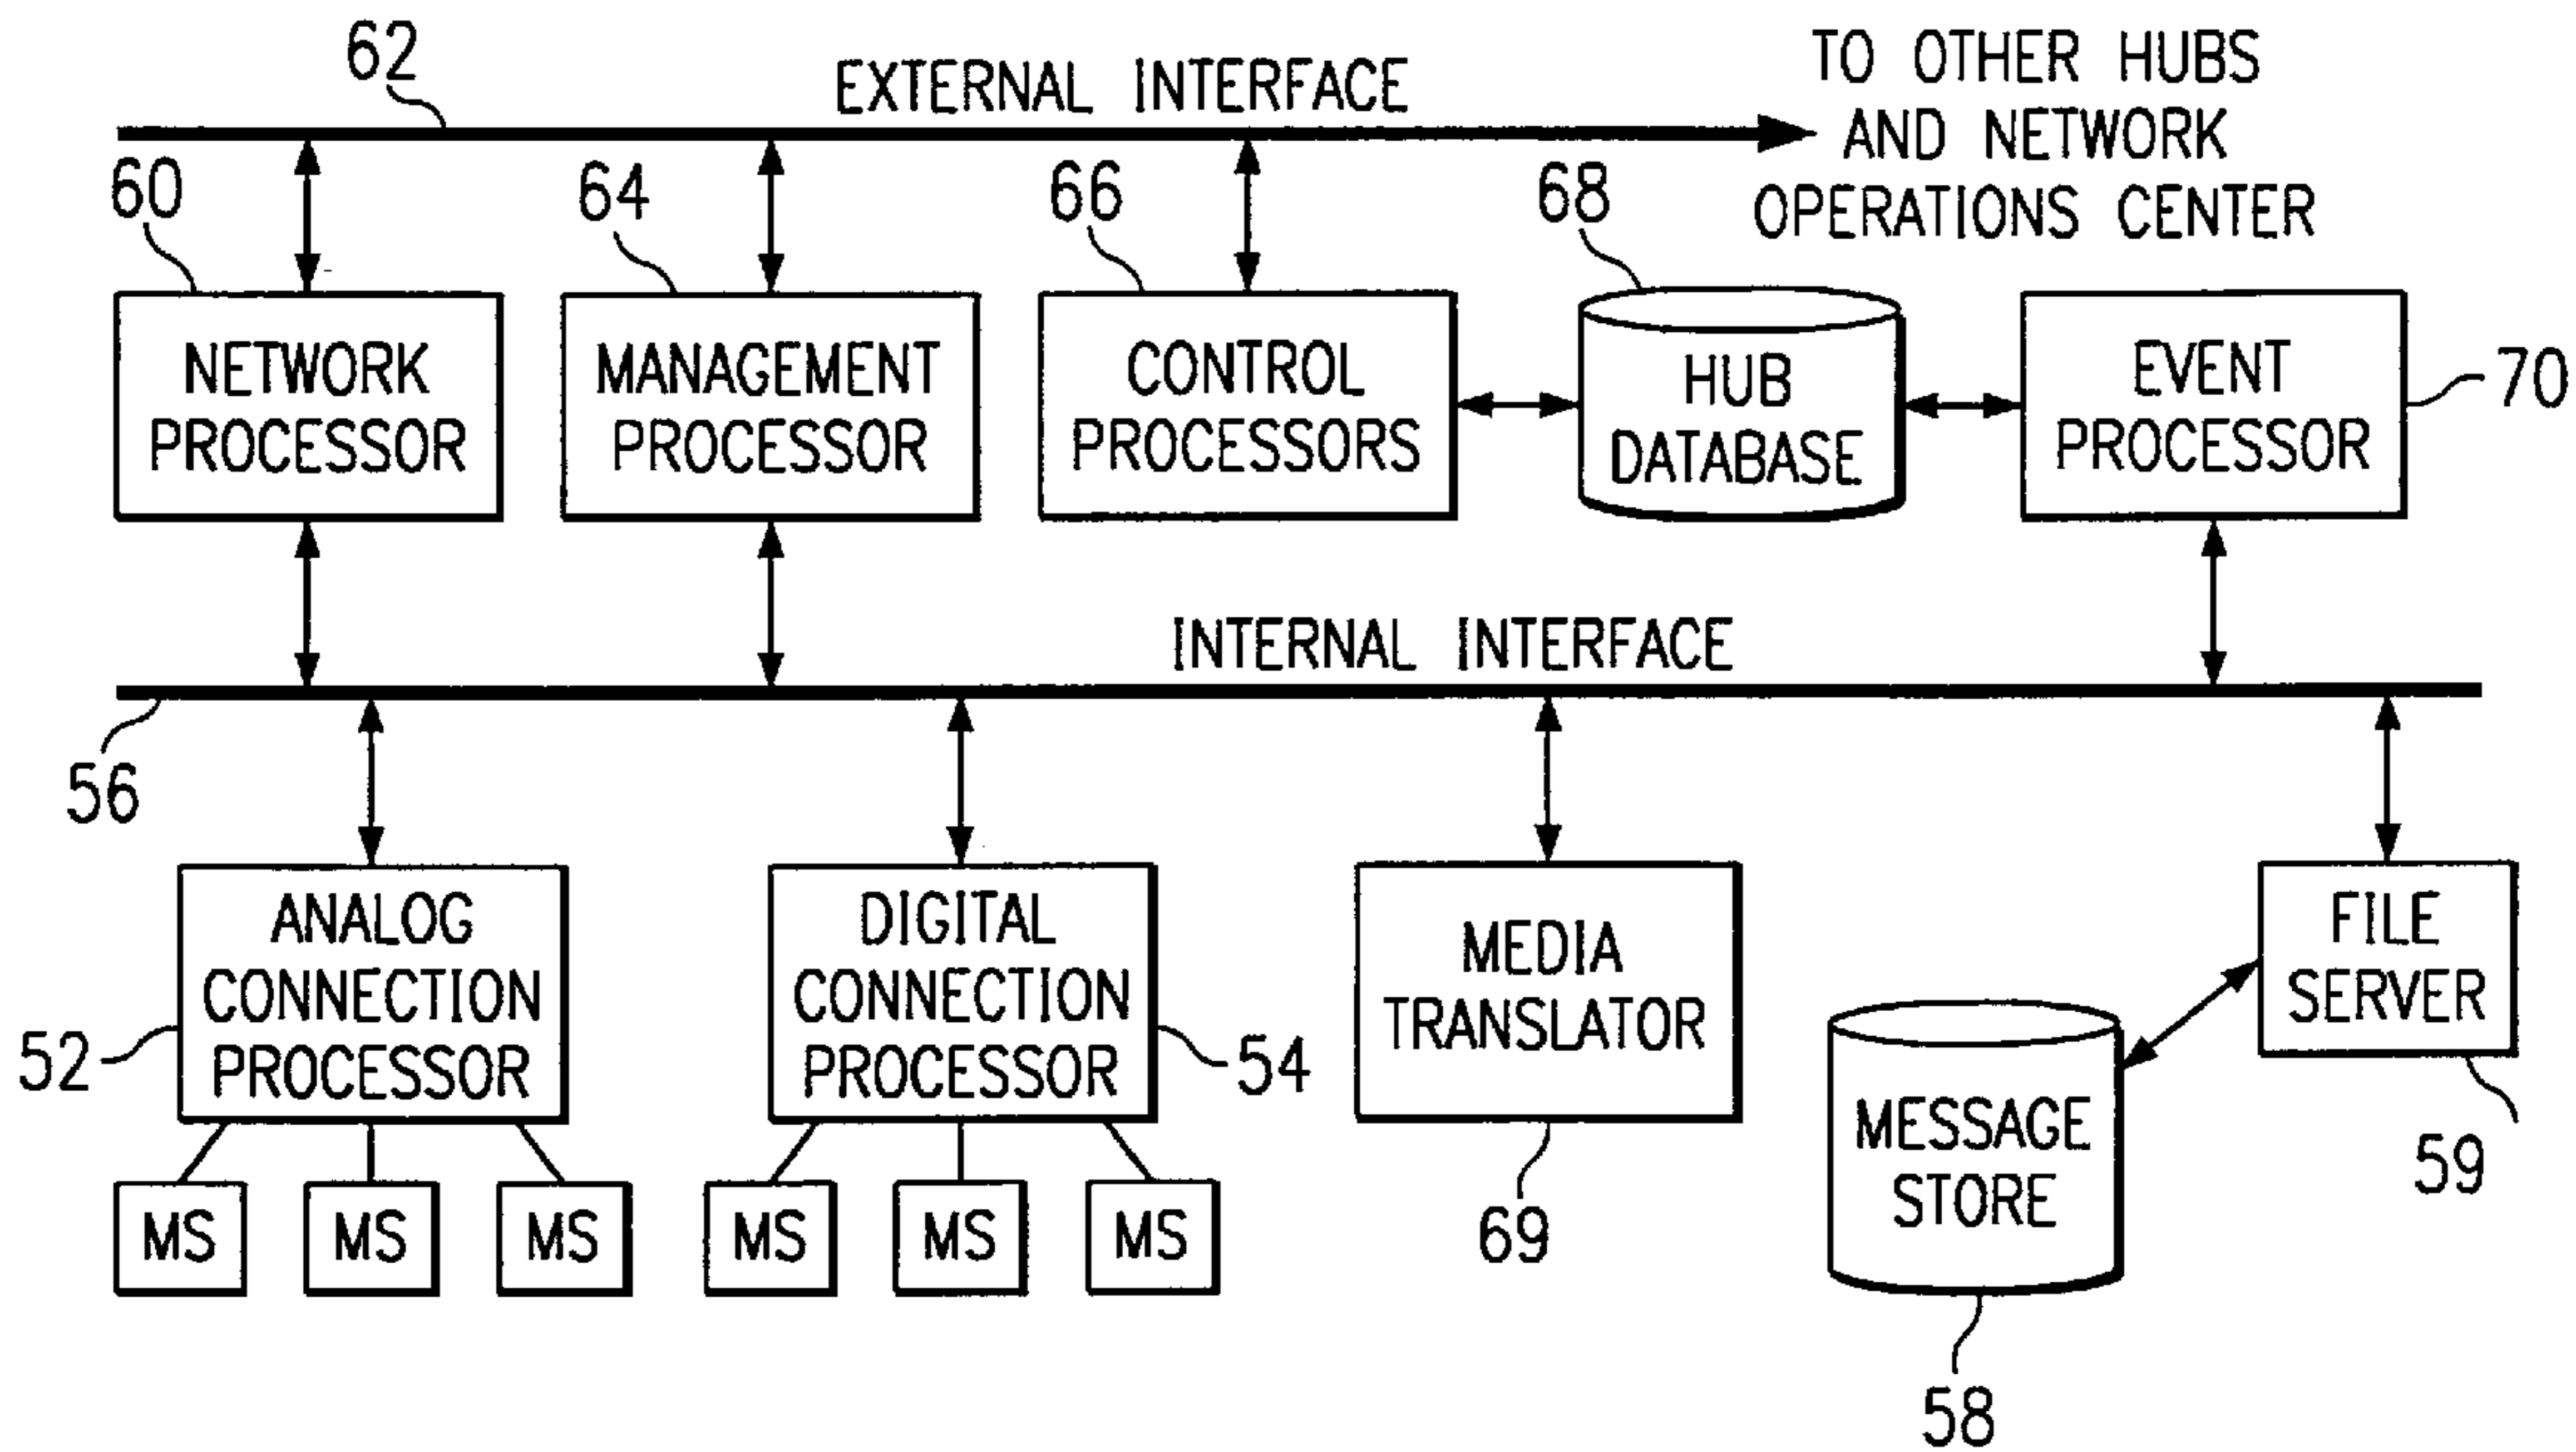 62
EXTERNAL INTERFACE
TO OTHER HUBS
AND NETWORK
OPERATIONS CENTER
60
64
66
68
NETWORK
PROCESSOR
MANAGEMENT
PROCESSOR
CONTROL
PROCESSORS
HUB
DATABASE
EVENT
PROCESSOR
70
INTERNAL INTERFACE
56
ANALOG
CONNECTION
PROCESSOR
52
DIGITAL
CONNECTION
PROCESSOR
54
MEDIA
TRANSLATOR
69
FILE
SERVER
59
MESSAGE
STORE
58
MS
MS
MS
MS
MS
MS